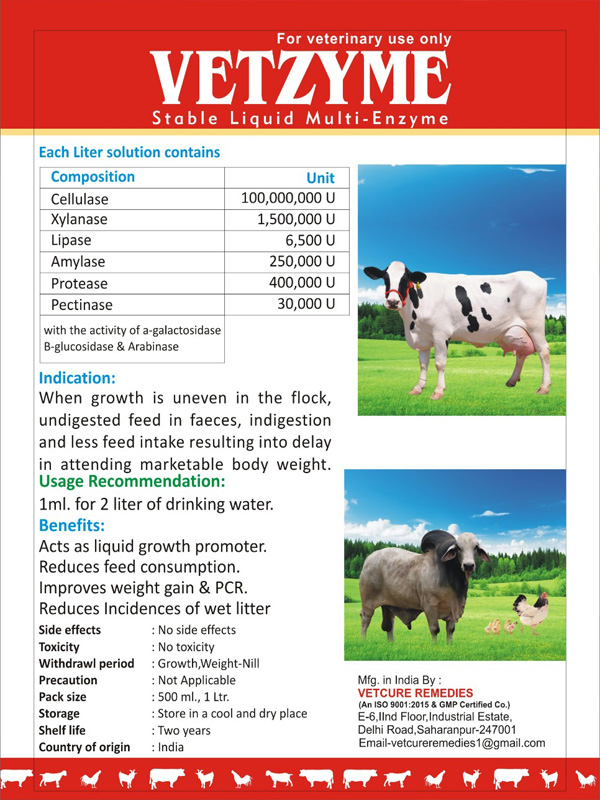 For veterinary use only
VETZYME
Stable Liquid Multi-Enzyme
Each Liter solution contains
Composition Unit
Cellulase 100,000,000 U
Xylanase 1,500,000 U
Lipase 6,500 U
Amylase 250,000 U
Protease 400,000 U
Pectinase 30,000 U
with the activity of a-galactosidase
B-glucosidase & Arabinase
Indication:
When growth is uneven in the flock,
undigested feed in faeces, indigestion
and less feed intake resulting into delay
in attending marketable body weight.
Usage Recommendation:
1ml. for 2 liter of drinking water.
Benefits:
Acts as liquid growth promoter.
Reduces feed consumption.
Improves weight gain & PCR.
Reduces Incidences of wet litter
Side effects : No side effects
Toxicity : No toxicity
Withdrawl period : Growth,Weight-Nill
Precaution : Not Applicable
Pack size : 500 ml., 1 Ltr.
Storage : Store in a cool and dry place
Shelf life : Two years
Country of origin : India
Mfg. in India By :
VETCURE REMEDIES
(An ISO 9001:2015 & GMP Certified Co.)
E-6,IInd Floor,Industrial Estate,
Delhi Road,Saharanpur-247001
Email-vetcureremedies1@gmail.com